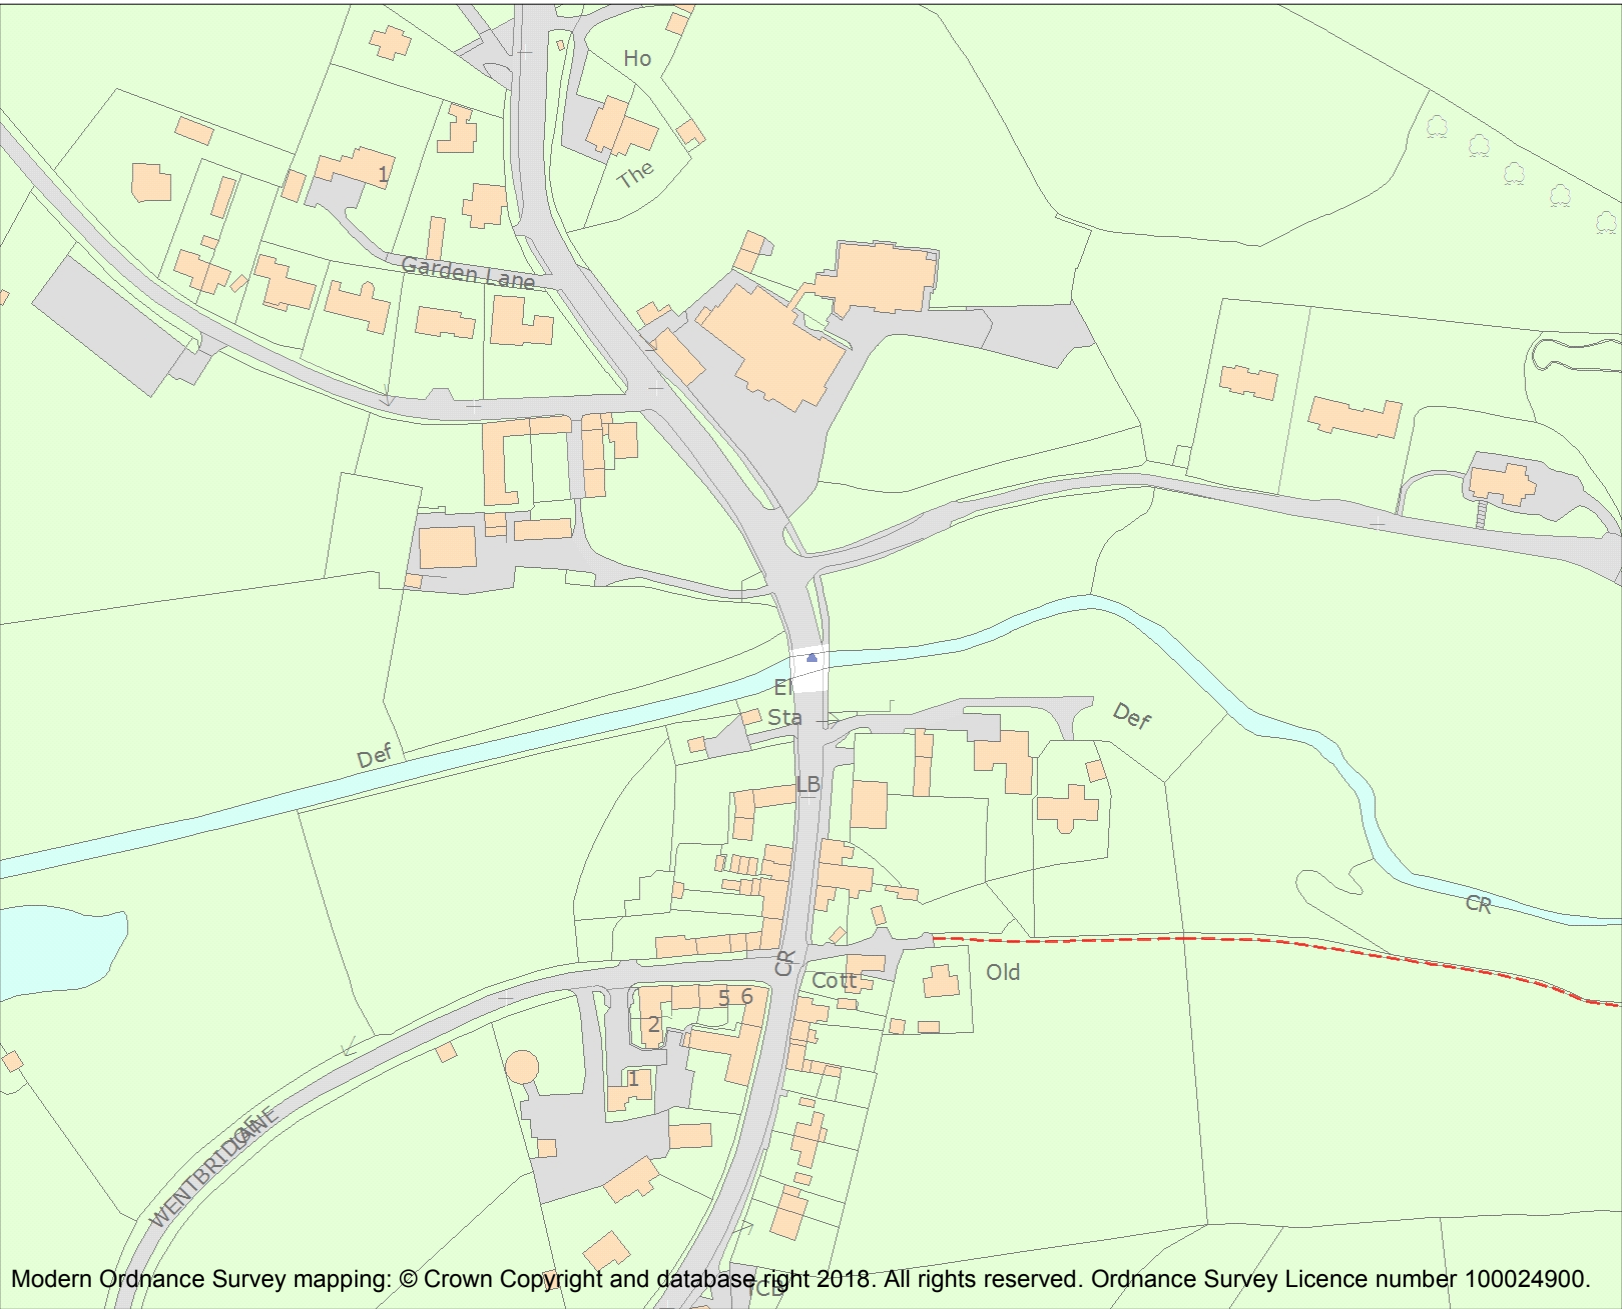 Ho
The
1
Garden Lane
El
Sta
Def
Def
LB
CR
CR
Cott
Old
5 6
2
1
WENTBRIDGE LANE
TCB
Modern Ordnance Survey mapping: © Crown Copyright and database right 2018. All rights reserved. Ordnance Survey Licence number 100024900.